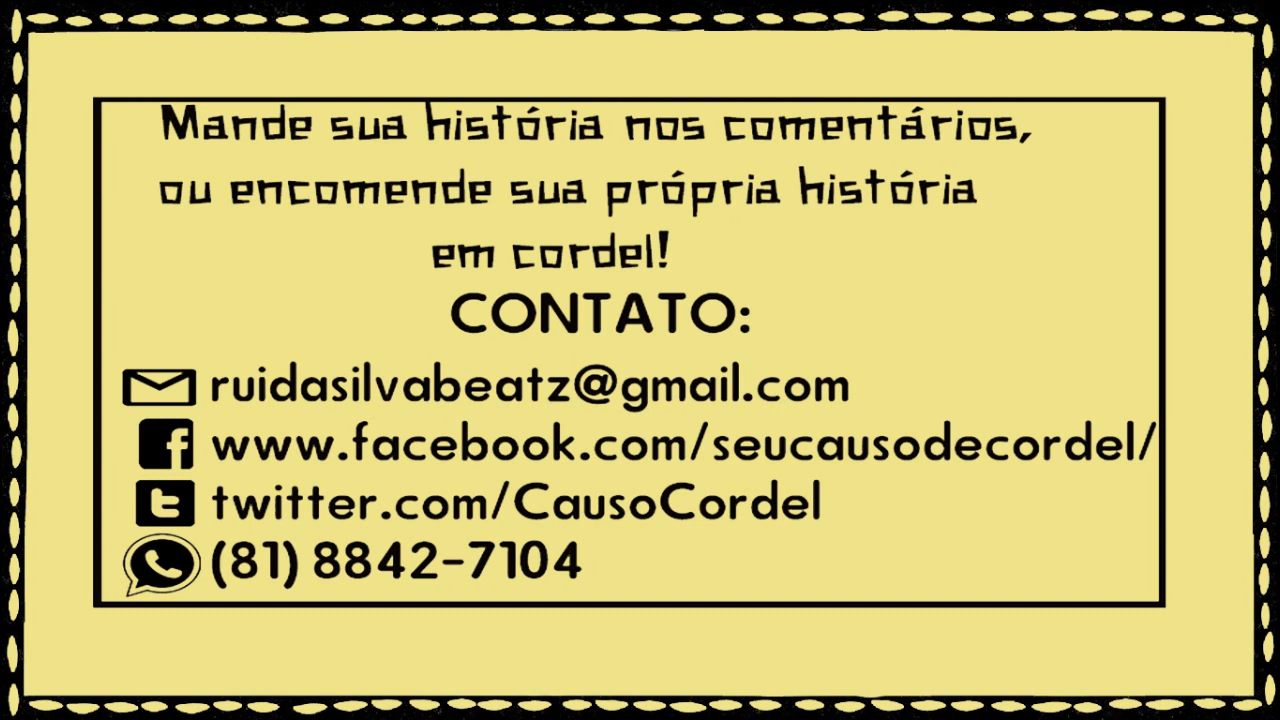 Mande sua história nos comentários,
ou encomende sua própria história
em cordel!
CONTATO:
ruidasilvabeatz@gmail.com
www.facebook.com/seucausodecordel/
twitter.com/CausoCordel
(81) 8842-7104